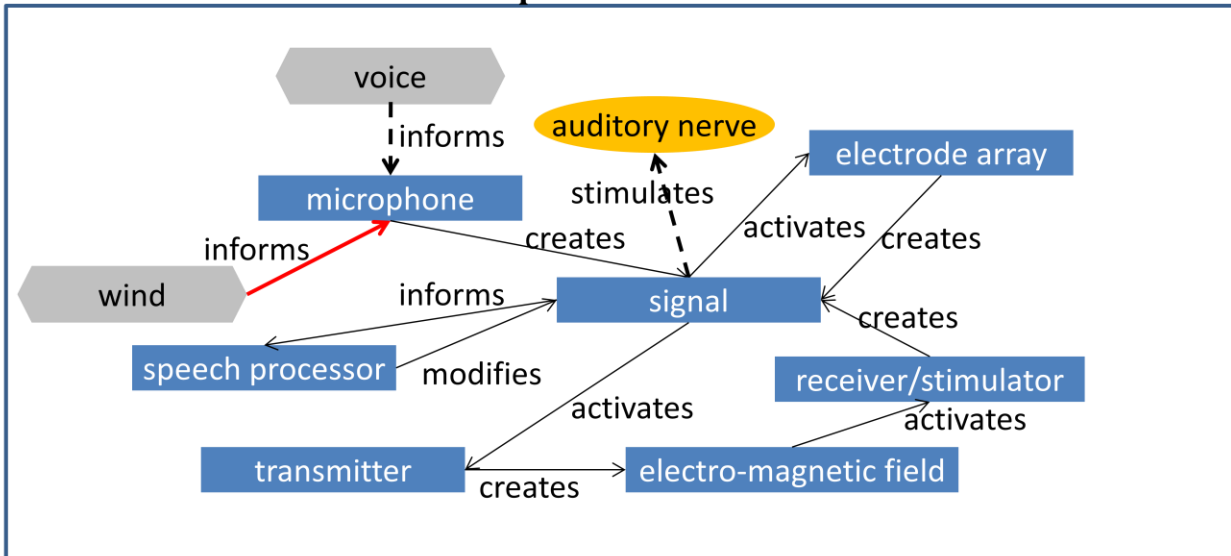 voice
informs
auditory nerve
electrode array
microphone
stimulates
informs
creates
activates
creates
wind
informs
signal
creates
speech processor
modifies
receiver/stimulator
activates
activates
transmitter
creates
electro-magnetic field